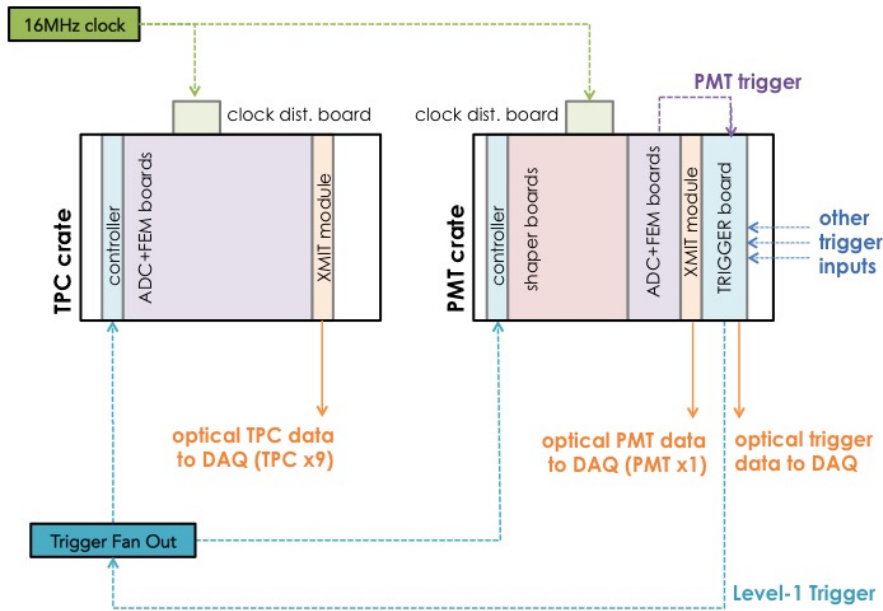 16MHz clock
PMT trigger
clock dist. board
clock dist. board
TPC crate
controller
ADC+FEM boards
XMIT module
PMT crate
controller
shaper boards
ADC+FEM boards
XMIT module
TRIGGER board
other
trigger
inputs
optical TPC data
to DAQ (TPC x9)
optical PMT data
to DAQ (PMT x1)
optical trigger
data to DAQ
Trigger Fan Out
Level-1 Trigger